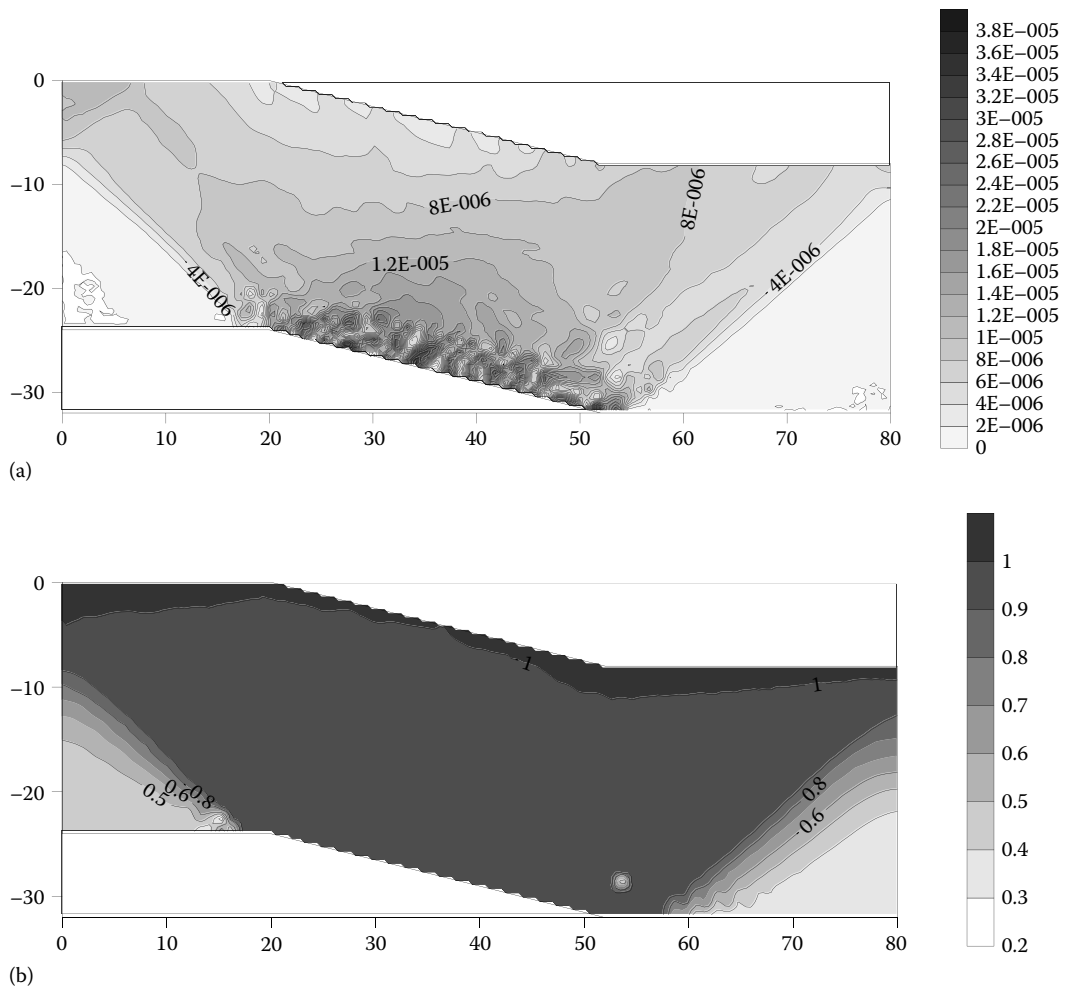 3.8E–005
3.6E–005
3.4E–005
3.2E–005
3E–005
2.8E–005
2.6E–005
2.4E–005
2.2E–005
2E–005
1.8E–005
1.6E–005
1.4E–005
1.2E–005
1E–005
8E–006
6E–006
4E–006
2E–006
0
0
–10
–20
–30
8E-006
8E-006
1.2E-005
-4E-006
-4E-006
0 10 20 30 40 50 60 70 80
(a)
1
0.9
0.8
0.7
0.6
0.5
0.4
0.3
0.2
0
–10
–20
–30
-1
1
0.5 0.6 -0.8
0.8
-0.6
0 10 20 30 40 50 60 70 80
(b)